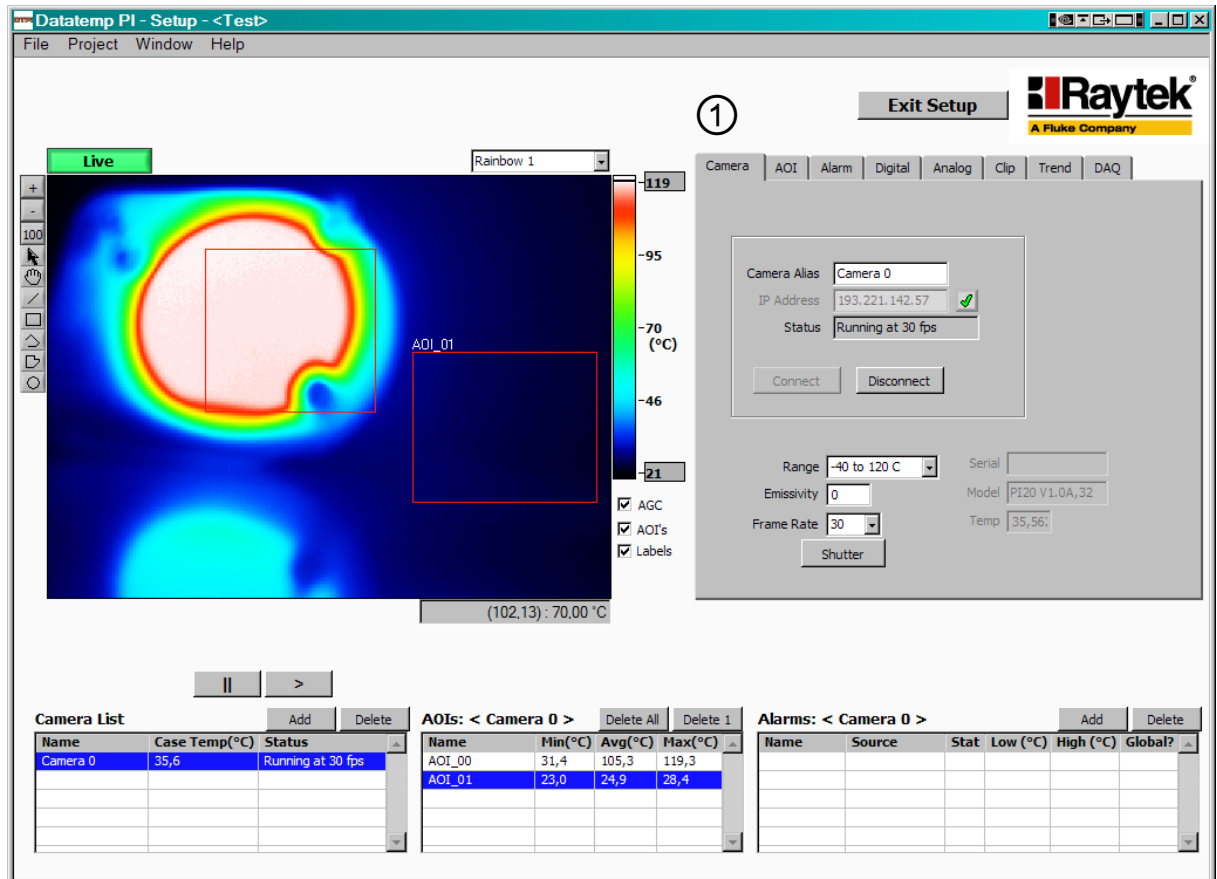 Datatemp PI - Setup - <Test>
File Project Window Help
①
Exit Setup
Raytek®
A Fluke Company
Live
Rainbow 1
Camera AOI Alarm Digital Analog Clip Trend DAQ
+
-
100
119
95
70
(°C)
46
21
AOI_01
Camera Alias Camera 0
IP Address 193.221.142.57
Status Running at 30 fps
Connect Disconnect
Range -40 to 120 C
Serial
Emissivity 0
Model PI20 V1.0A,32
Frame Rate 30
Temp 35,56
Shutter
AGC
AOI's
Labels
(102,13) : 70,00 °C
|| >
Camera List Add Delete
Name Case Temp(°C) Status
Camera 0 35,6 Running at 30 fps
AOIs: < Camera 0 > Delete All Delete 1
Name Min(°C) Avg(°C) Max(°C)
AOI_00 31,4 105,3 119,3
AOI_01 23,0 24,9 28,4
Alarms: < Camera 0 > Add Delete
Name Source Stat Low (°C) High (°C) Global?